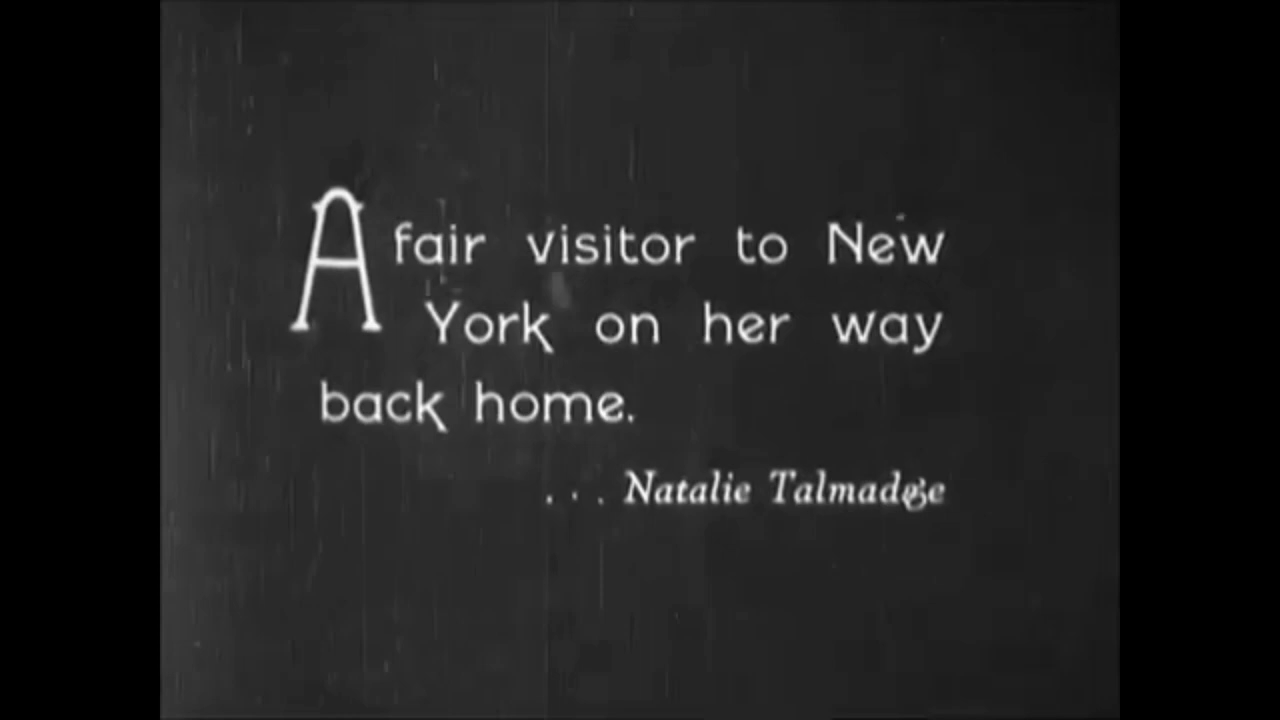 A fair visitor to New
York on her way
back home.
. . . Natalie Talmadge